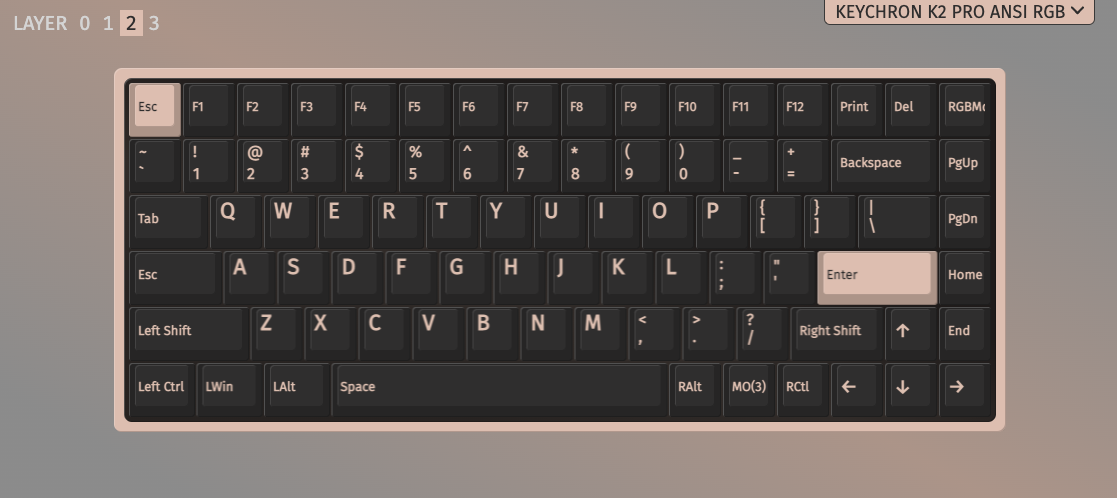 LAYER 0 1 2 3
KEYCHRON K2 PRO ANSI RGB
Esc F1 F2 F3 F4 F5 F6 F7 F8 F9 F10 F11 F12 Print Del RGBMc
~ ! @ # $ % ^ & * ( ) _ +
` 1 2 3 4 5 6 7 8 9 0 - = Backspace PgUp
Tab Q W E R T Y U I O P { } | PgDn
[ ] \
Esc A S D F G H J K L : " Enter Home
; '
Left Shift Z X C V B N M < > ? Right Shift ↑ End
, . /
Left Ctrl LWin LAlt Space RAlt MO(3) RCtl ← ↓ →